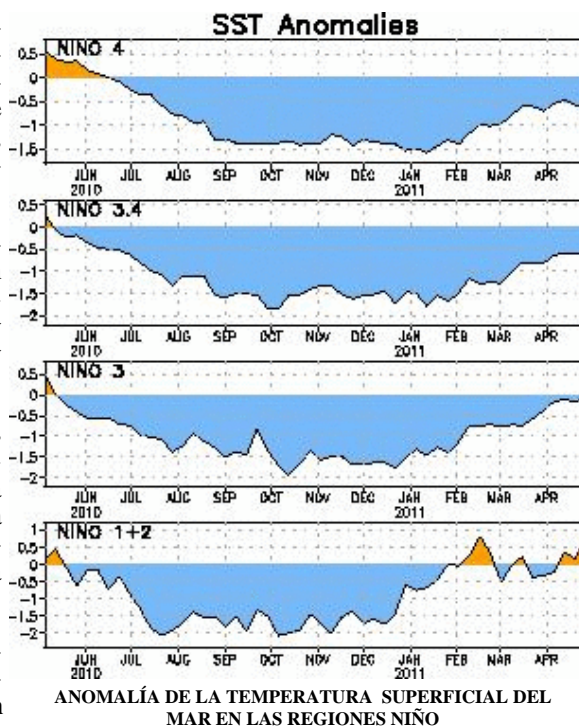 SST Anomalies
NINO 4
0.5
0
-0.5
-1
-1.5
JUN JUL AUG SEP OCT NOV DEC JAN FEB MAR APR
2010 2011
NINO 3.4
0.5
0
-0.5
-1
-1.5
-2
JUN JUL AUG SEP OCT NOV DEC JAN FEB MAR APR
2010 2011
NINO 3
0.5
0
-0.5
-1
-1.5
-2
JUN JUL AUG SEP OCT NOV DEC JAN FEB MAR APR
2010 2011
NINO 1+2
1
0.5
0
-0.5
-1
-1.5
-2
JUN JUL AUG SEP OCT NOV DEC JAN FEB MAR APR
2010 2011
ANOMALÍA DE LA TEMPERATURA SUPERFICIAL DEL
MAR EN LAS REGIONES NIÑO